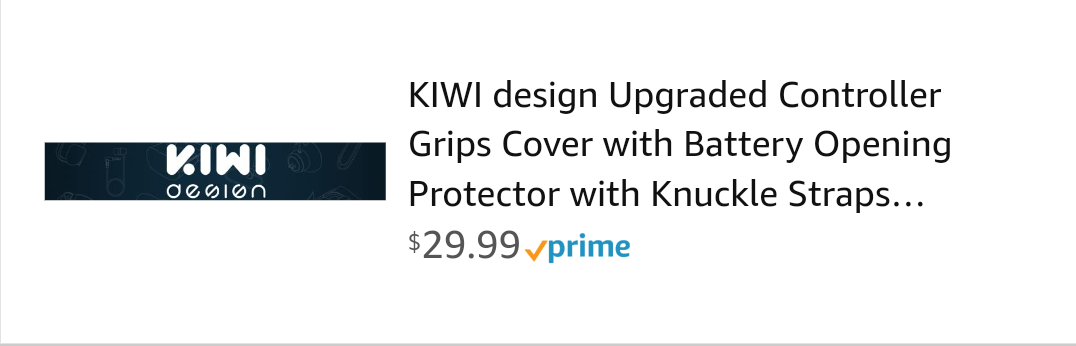 KIWI
design
KIWI design Upgraded Controller
Grips Cover with Battery Opening
Protector with Knuckle Straps...
$29.99 prime